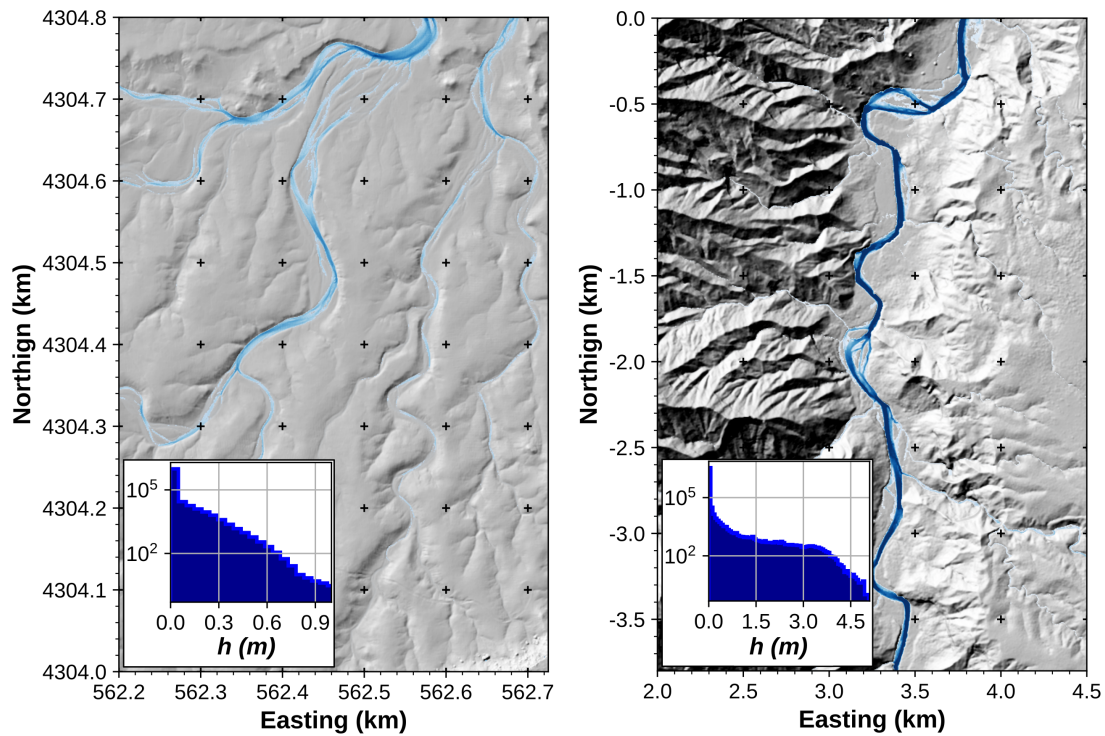 4304.8
4304.7
4304.6
4304.5
4304.4
4304.3
4304.2
4304.1
4304.0
Northign (km)
562.2 562.3 562.4 562.5 562.6 562.7
Easting (km)
10^5
10^2
0.0 0.3 0.6 0.9
h (m)
0.0
-0.5
-1.0
-1.5
-2.0
-2.5
-3.0
-3.5
Northign (km)
2.0 2.5 3.0 3.5 4.0 4.5
Easting (km)
10^5
10^2
0.0 1.5 3.0 4.5
h (m)